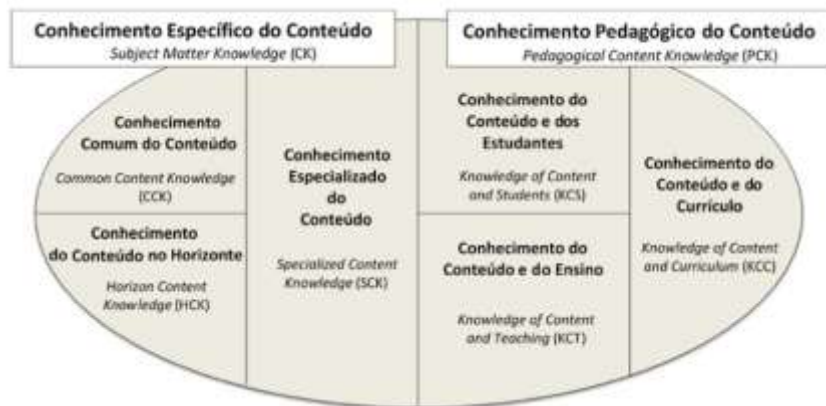 Conhecimento Específico do Conteúdo
Subject Matter Knowledge (CK)
Conhecimento Pedagógico do Conteúdo
Pedagogical Content Knowledge (PCK)
Conhecimento
Comum do Conteúdo
Common Content Knowledge
(CCK)
Conhecimento
do Conteúdo no Horizonte
Horizon Content
Knowledge (HCK)
Conhecimento
Especializado
do
Conteúdo
Specialized Content
Knowledge (SCK)
Conhecimento do
Conteúdo e dos
Estudantes
Knowledge of Content
and Students (KCS)
Conhecimento do
Conteúdo e do Ensino
Knowledge of Content
and Teaching (KCT)
Conhecimento do
Conteúdo e do
Currículo
Knowledge of Content
and Curriculum (KCC)